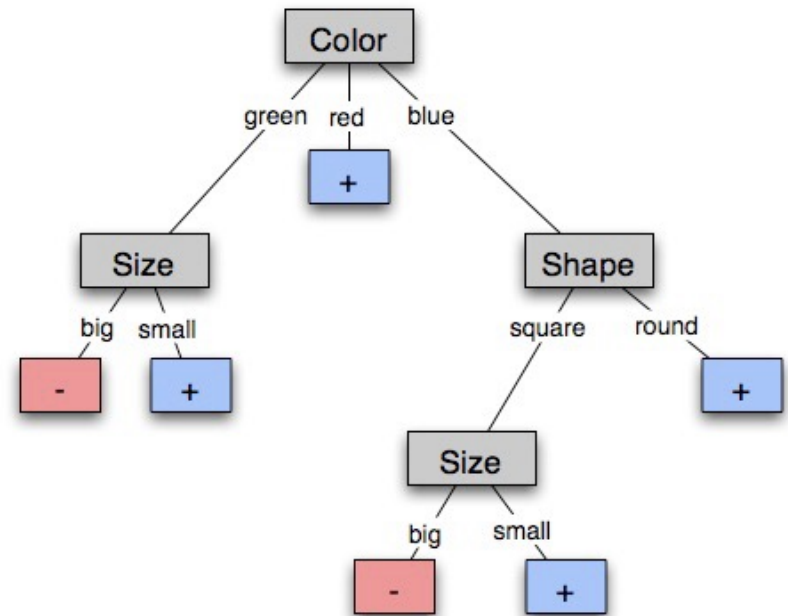 Color
green red blue
+
Size Shape
big small square round
- + +
Size
big small
- +